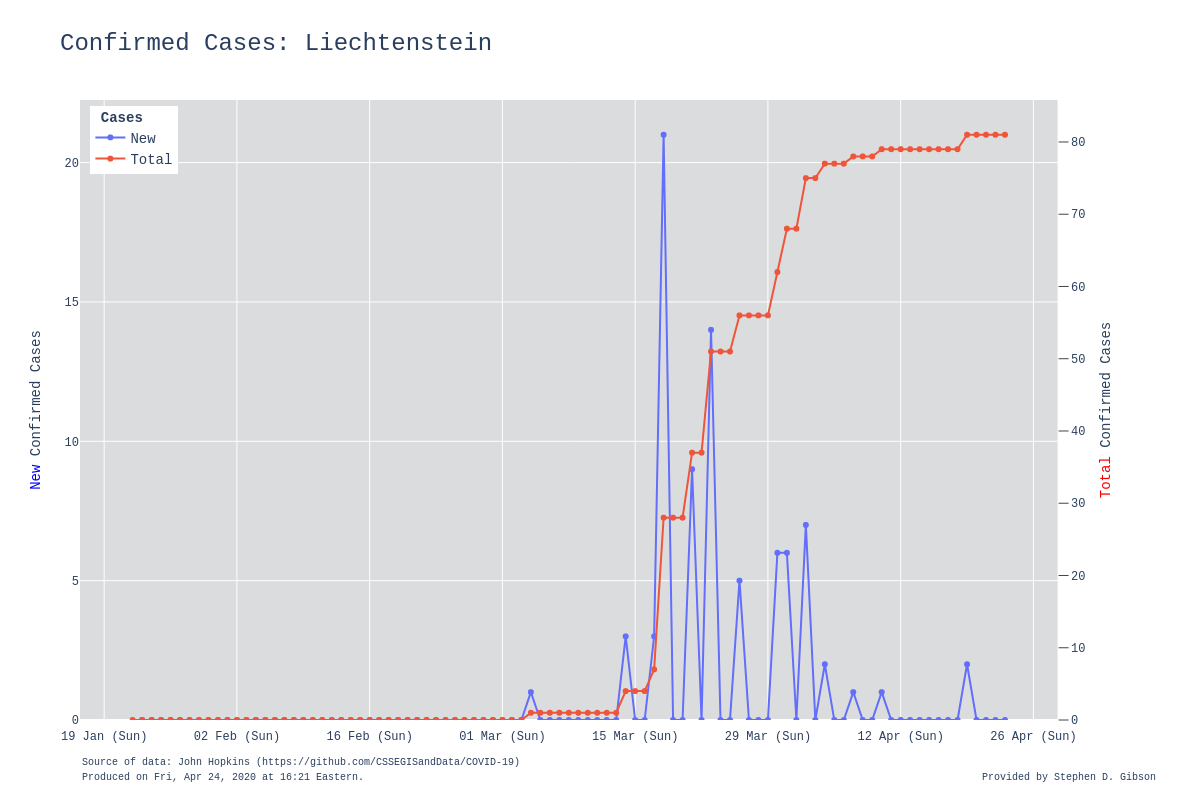 Confirmed Cases: Liechtenstein
Cases
New
Total
20
15
10
5
0
80
70
60
50
40
30
20
10
0
New Confirmed Cases
Total Confirmed Cases
19 Jan (Sun) 02 Feb (Sun) 16 Feb (Sun) 01 Mar (Sun) 15 Mar (Sun) 29 Mar (Sun) 12 Apr (Sun) 26 Apr (Sun)
Source of data: John Hopkins (https://github.com/CSSEGISandData/COVID-19)
Produced on Fri, Apr 24, 2020 at 16:21 Eastern.
Provided by Stephen D. Gibson